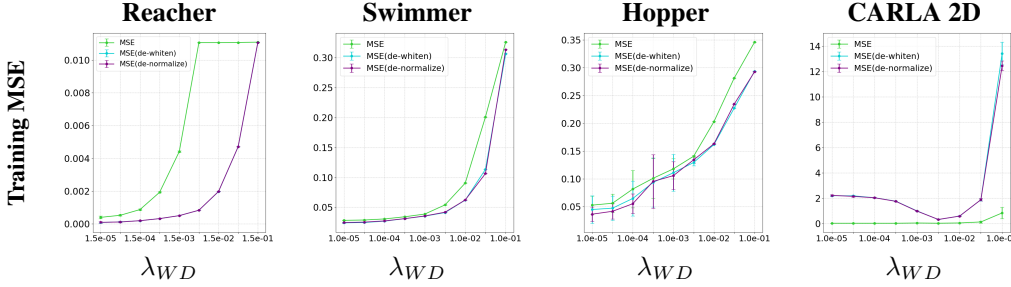 Reacher
Swimmer
Hopper
CARLA 2D
Training MSE
MSE
MSE(de-whiten)
MSE(de-normalize)
0.010
0.008
0.006
0.004
0.002
0.000
1.5e-05 1.5e-04 1.5e-03 1.5e-02 1.5e-01
λ_WD
MSE
MSE(de-whiten)
MSE(de-normalize)
0.30
0.25
0.20
0.15
0.10
0.05
1.0e-05 1.0e-04 1.0e-03 1.0e-02 1.0e-01
λ_WD
MSE
MSE(de-whiten)
MSE(de-normalize)
0.35
0.30
0.25
0.20
0.15
0.10
0.05
1.0e-05 1.0e-04 1.0e-03 1.0e-02 1.0e-01
λ_WD
MSE
MSE(de-whiten)
MSE(de-normalize)
14
12
10
8
6
4
2
0
1.0e-05 1.0e-04 1.0e-03 1.0e-02 1.0e-0
λ_WD